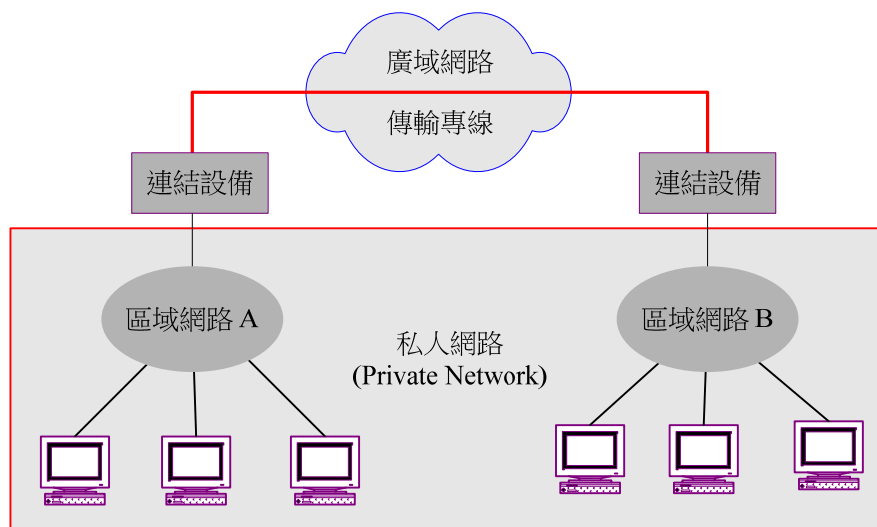 廣域網路
傳輸專線
連結設備
連結設備
區域網路 A
區域網路 B
私人網路
(Private Network)